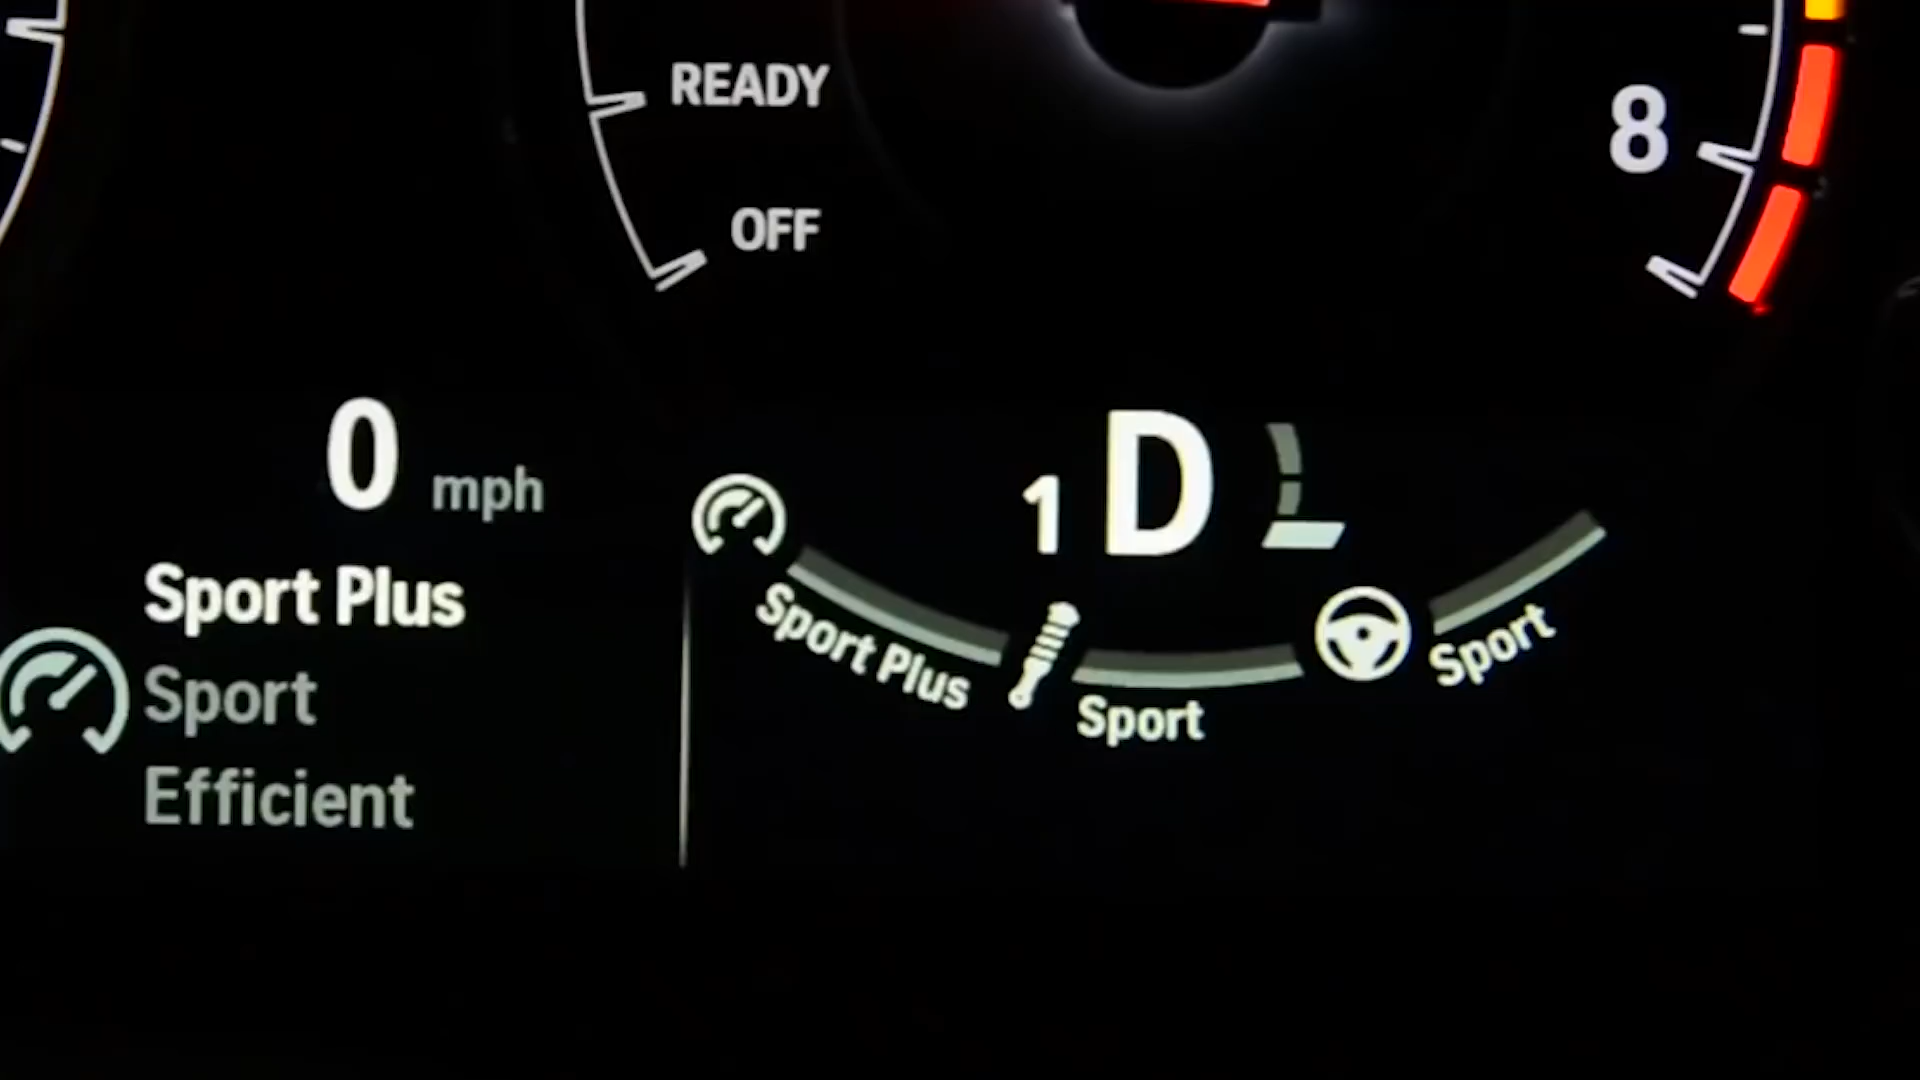 READY
8
OFF
0 mph
1 D
Sport Plus
Sport
Efficient
Sport Plus
Sport
Sport